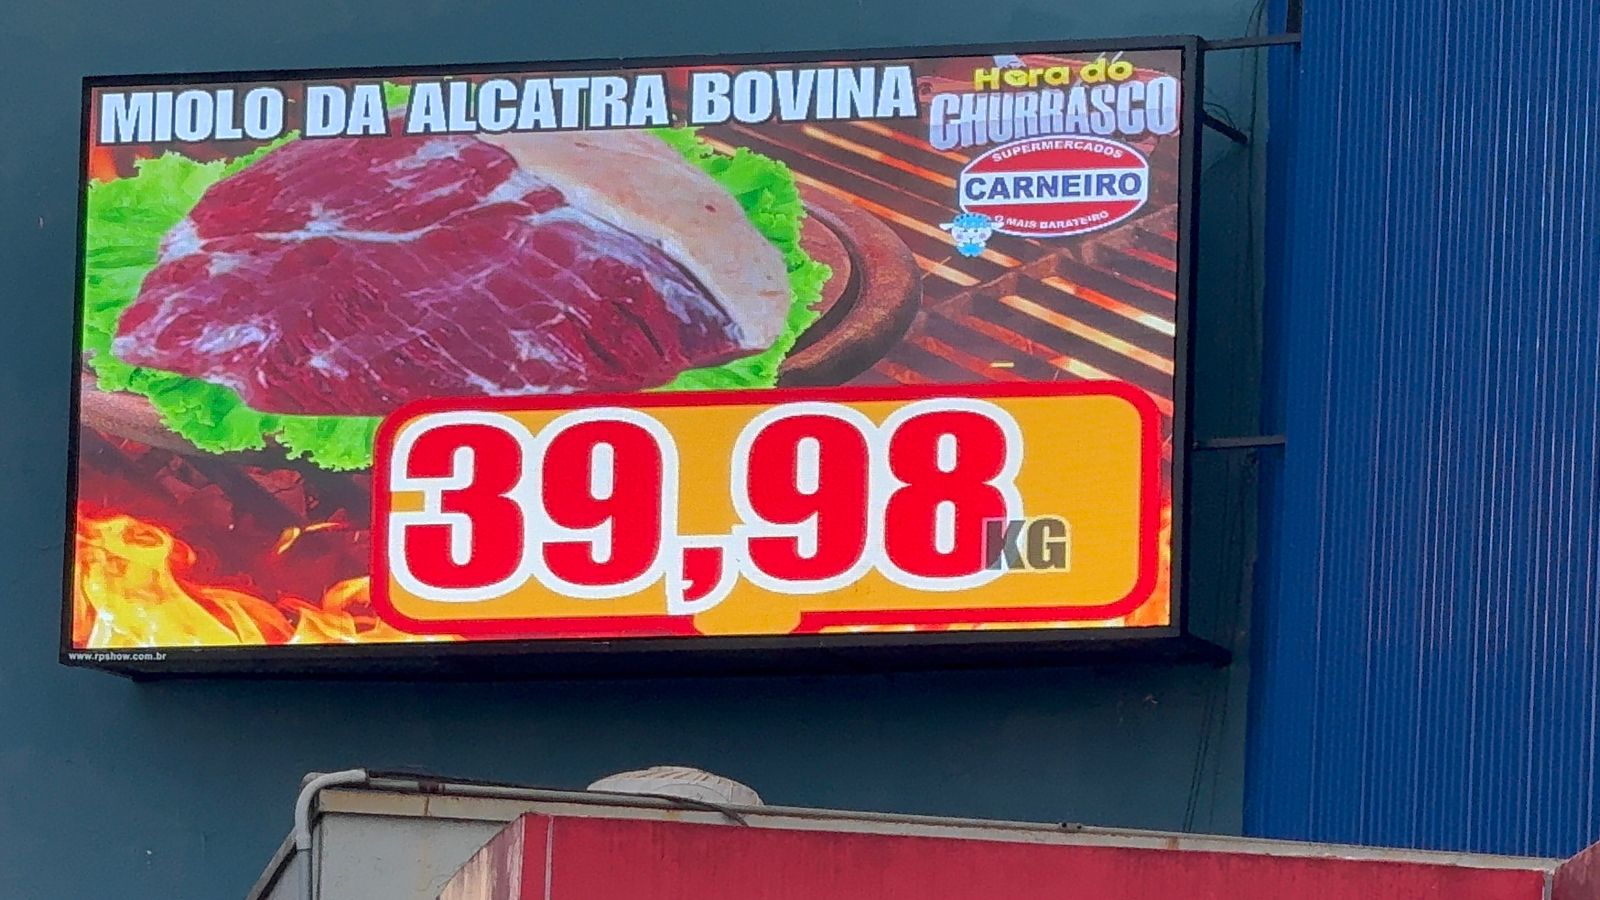 MIOLO DA ALCATRA BOVINA
Hora do
CHURRASCO
SUPERMERCADOS
CARNEIRO
O MAIS BARATEIRO
39,98
KG
www.rpshow.com.br